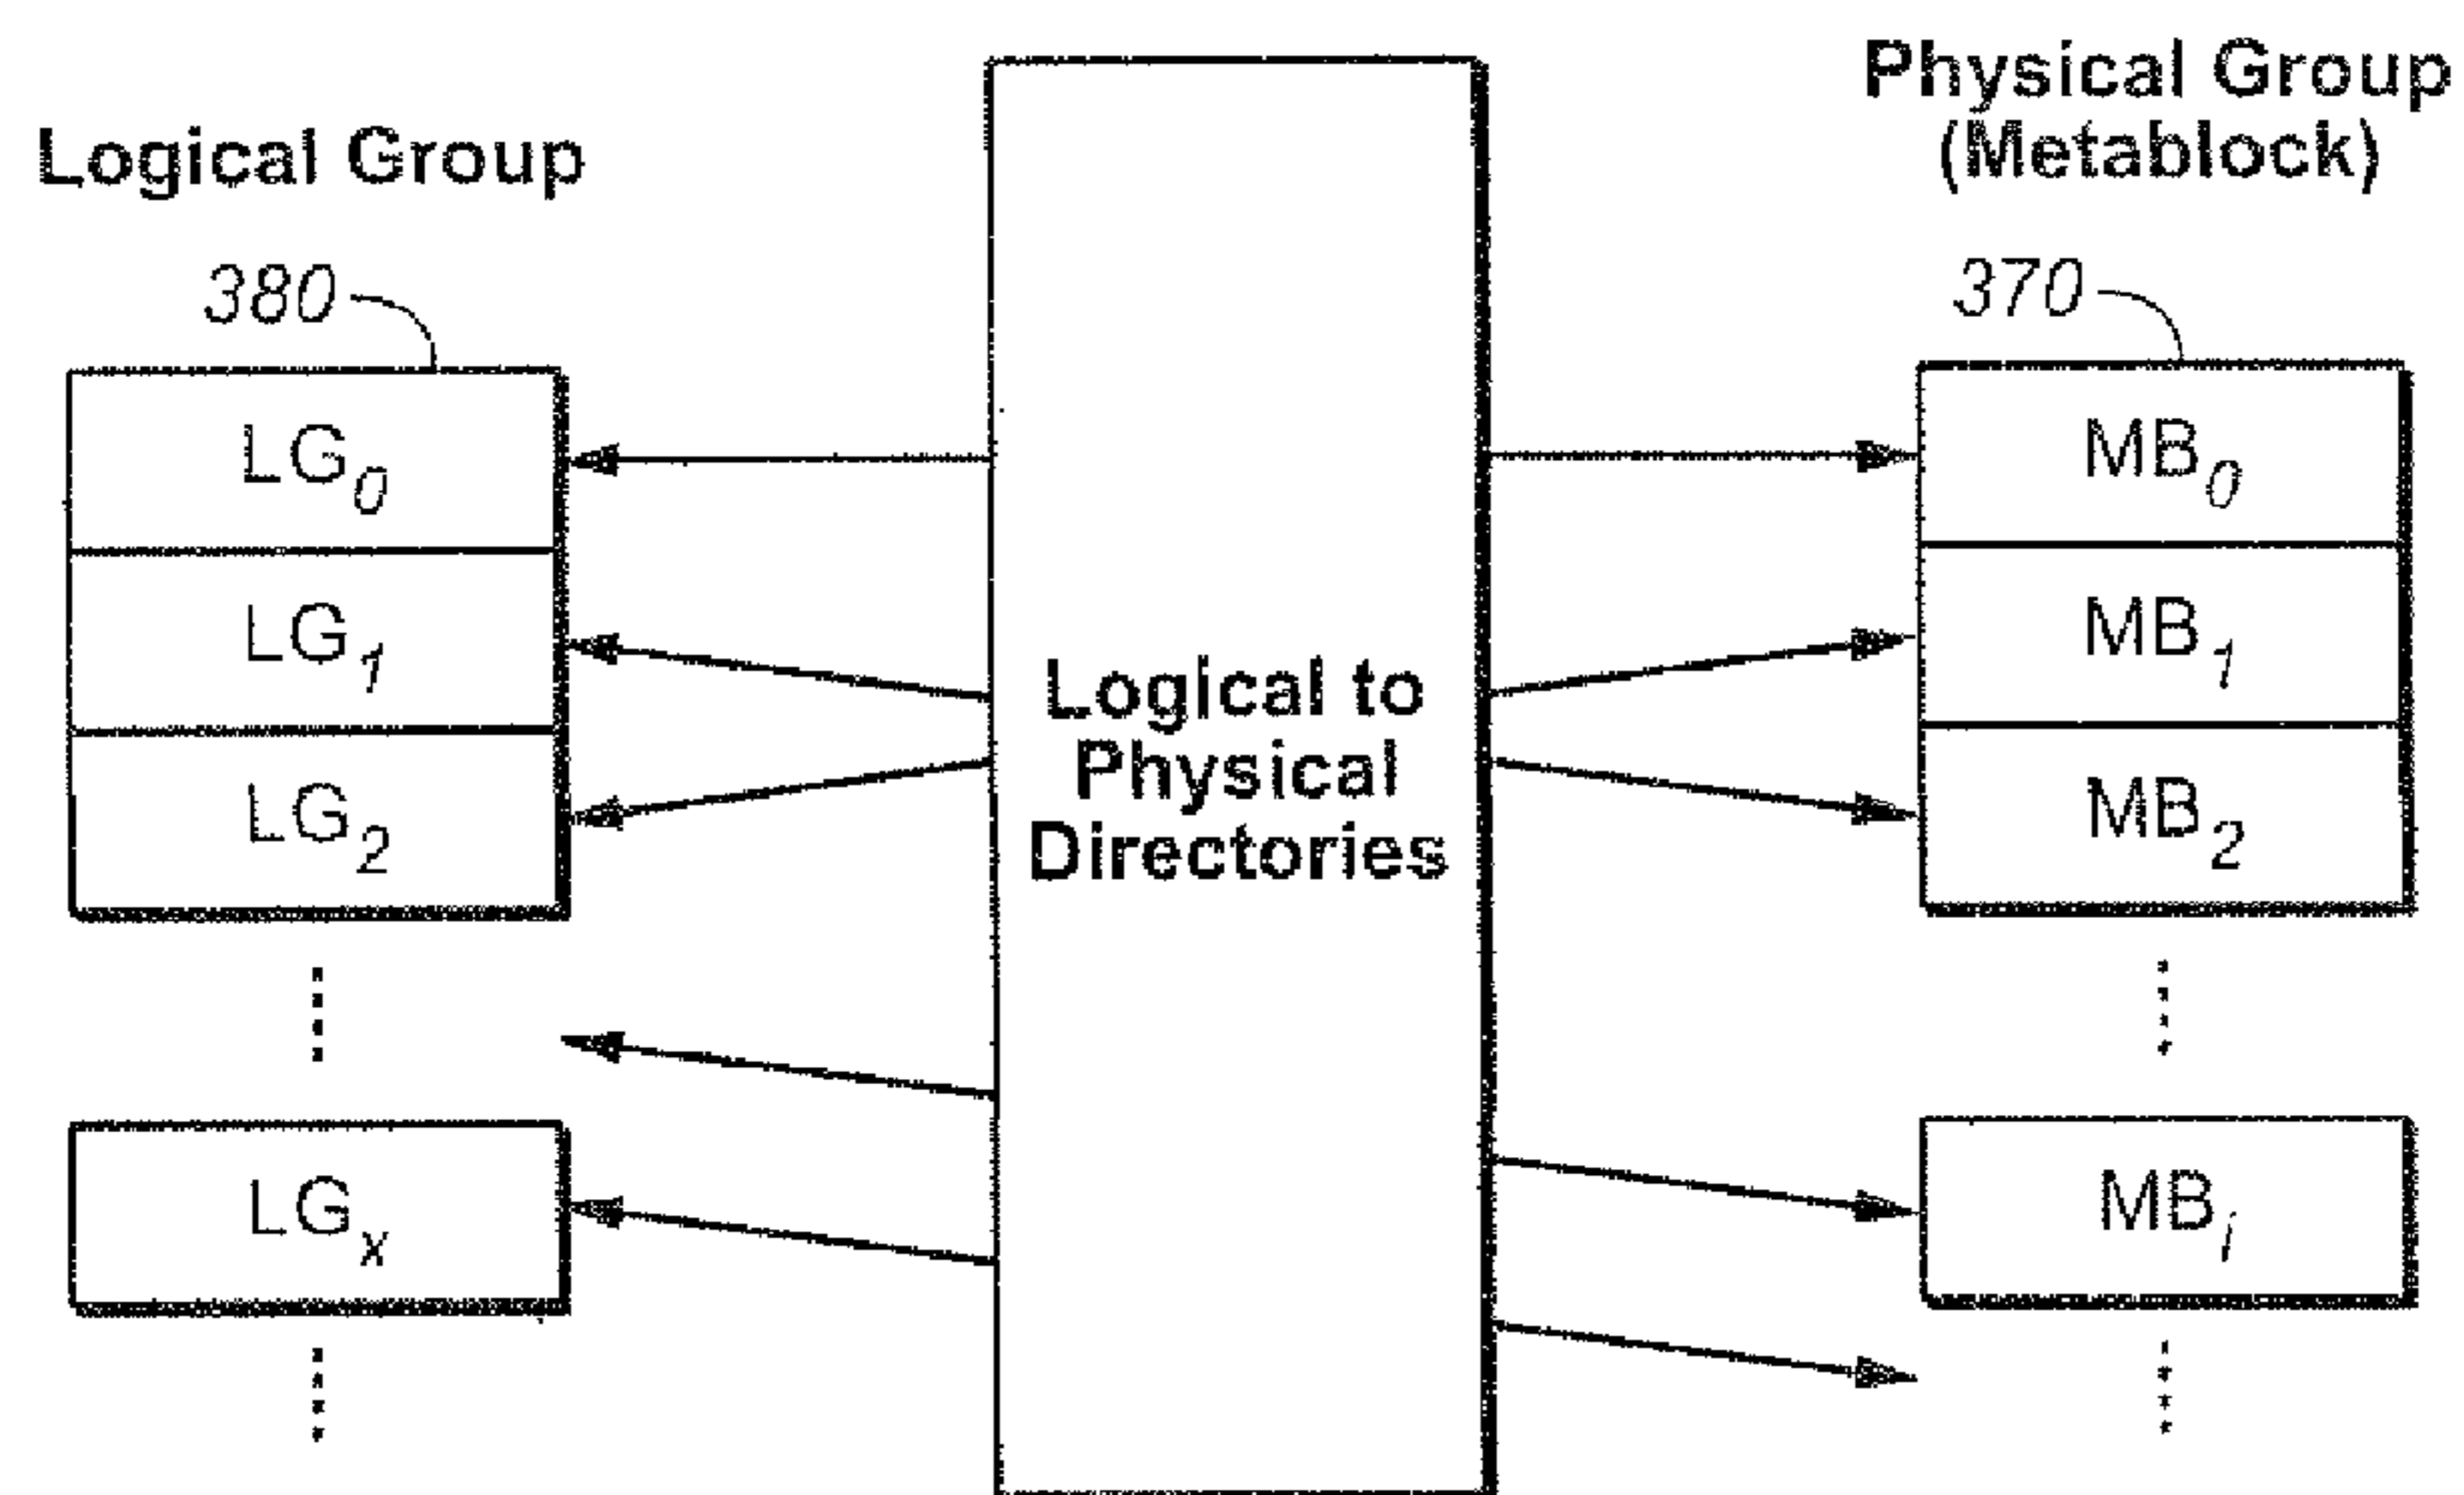 Physical Group
(Metablock)
Logical Group
380
370
LG0
MB0
LG1
MB1
LG2
MB2
Logical to
Physical
Directories
LGx
MBi